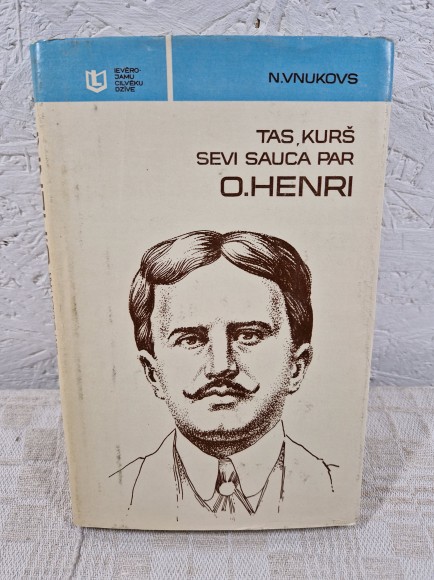 IEVĒRO-
JAMU
CILVĒKU
DZĪVE
N.VNUKOVS
TAS, KURŠ
SEVI SAUCA PAR
O.HENRI